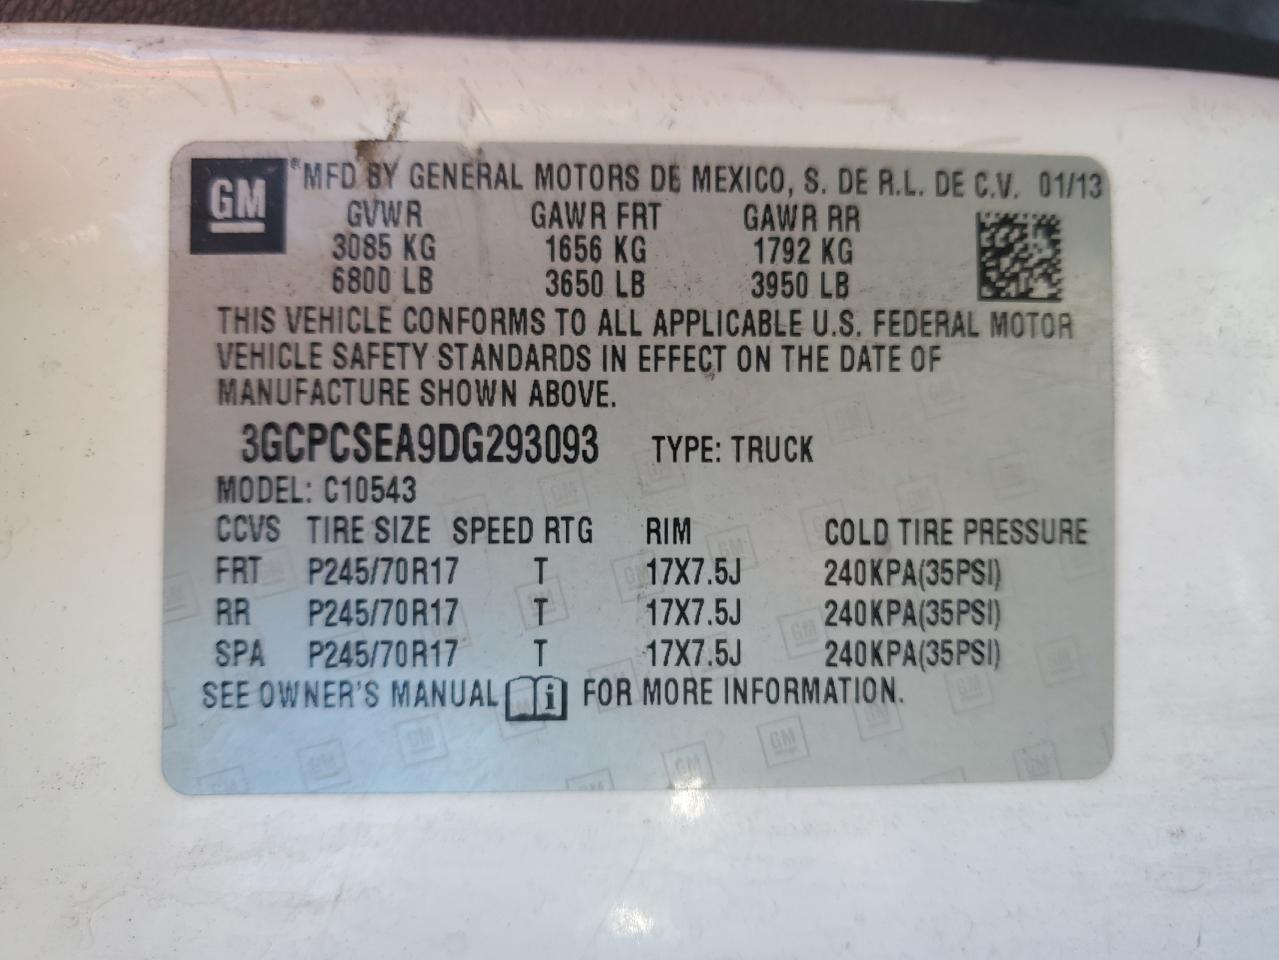 GM ® MFD BY GENERAL MOTORS DE MEXICO, S. DE R.L. DE C.V. 01/13
GVWR GAWR FRT GAWR RR
3085 KG 1656 KG 1792 KG
6800 LB 3650 LB 3950 LB
THIS VEHICLE CONFORMS TO ALL APPLICABLE U.S. FEDERAL MOTOR
VEHICLE SAFETY STANDARDS IN EFFECT ON THE DATE OF
MANUFACTURE SHOWN ABOVE.
3GCPCSEA9DG293093 TYPE: TRUCK
MODEL: C10543
CCVS TIRE SIZE SPEED RTG RIM COLD TIRE PRESSURE
FRT P245/70R17 T 17X7.5J 240KPA(35PSI)
RR P245/70R17 T 17X7.5J 240KPA(35PSI)
SPA P245/70R17 T 17X7.5J 240KPA(35PSI)
SEE OWNER'S MANUAL i FOR MORE INFORMATION.